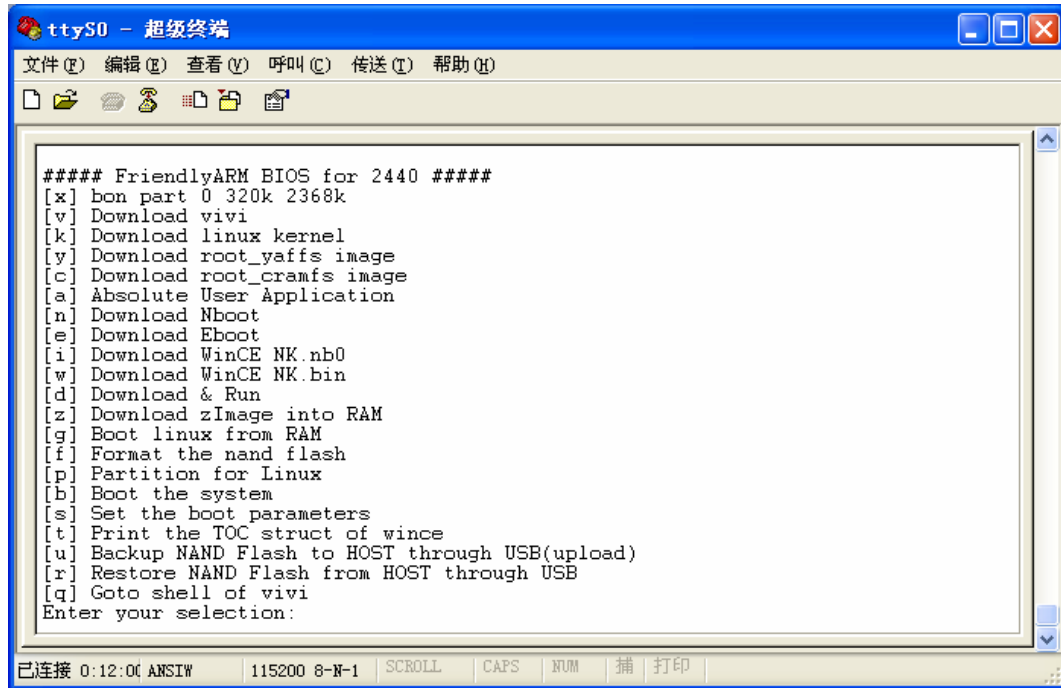 ttyS0 - 超级终端
文件(F) 编辑(E) 查看(V) 呼叫(C) 传送(T) 帮助(H)
##### FriendlyARM BIOS for 2440 #####
[x] bon part 0 320k 2368k
[v] Download vivi
[k] Download linux kernel
[y] Download root_yaffs image
[c] Download root_cramfs image
[a] Absolute User Application
[n] Download Nboot
[e] Download Eboot
[i] Download WinCE NK.nb0
[w] Download WinCE NK.bin
[d] Download & Run
[z] Download zImage into RAM
[g] Boot linux from RAM
[f] Format the nand flash
[p] Partition for Linux
[b] Boot the system
[s] Set the boot parameters
[t] Print the TOC struct of wince
[u] Backup NAND Flash to HOST through USB(upload)
[r] Restore NAND Flash from HOST through USB
[q] Goto shell of vivi
Enter your selection:
已连接 0:12:00 ANSIW 115200 8-N-1 SCROLL CAPS NUM 捕 打印